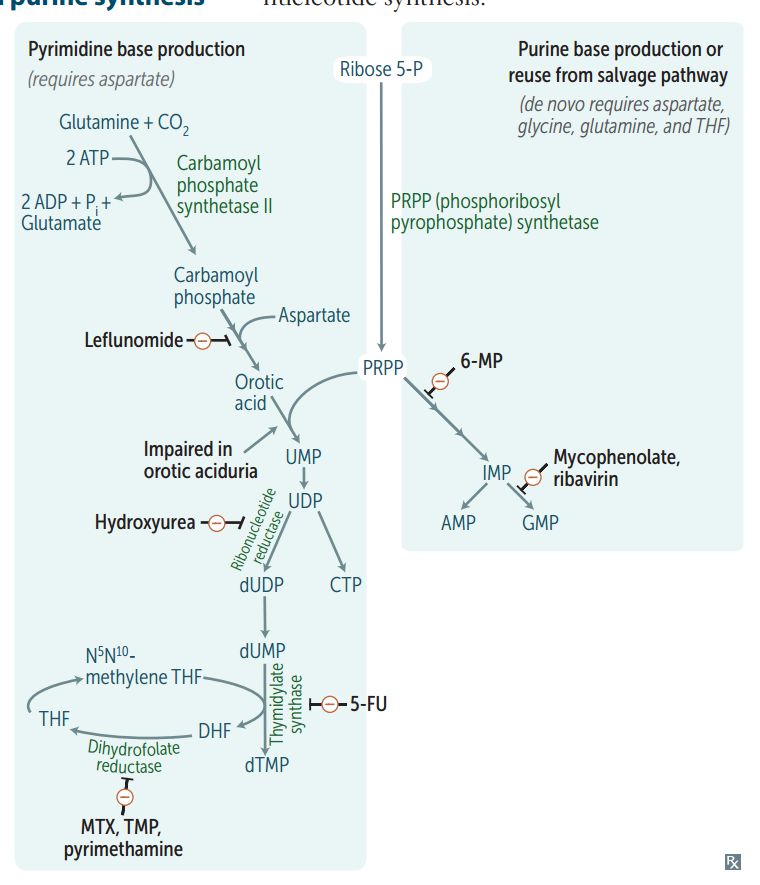 purine synthesis
nucleotide synthesis.
Pyrimidine base production
(requires aspartate)
Ribose 5-P
Purine base production or
reuse from salvage pathway
(de novo requires aspartate,
glycine, glutamine, and THF)
Glutamine + CO₂
2 ATP
Carbamoyl
phosphate
synthetase II
2 ADP + Pᵢ +
Glutamate
PRPP (phosphoribosyl
pyrophosphate) synthetase
Carbamoyl
phosphate
Aspartate
Leflunomide
Orotic
acid
PRPP
6-MP
Impaired in
orotic aciduria
UMP
IMP
Mycophenolate,
ribavirin
AMP
GMP
UDP
Hydroxyurea
Ribonucleotide
reductase
dUDP
CTP
dUMP
N⁵N¹⁰-
methylene THF
Thymidylate
synthase
5-FU
THF
DHF
Dihydrofolate
reductase
dTMP
MTX, TMP,
pyrimethamine
Rx